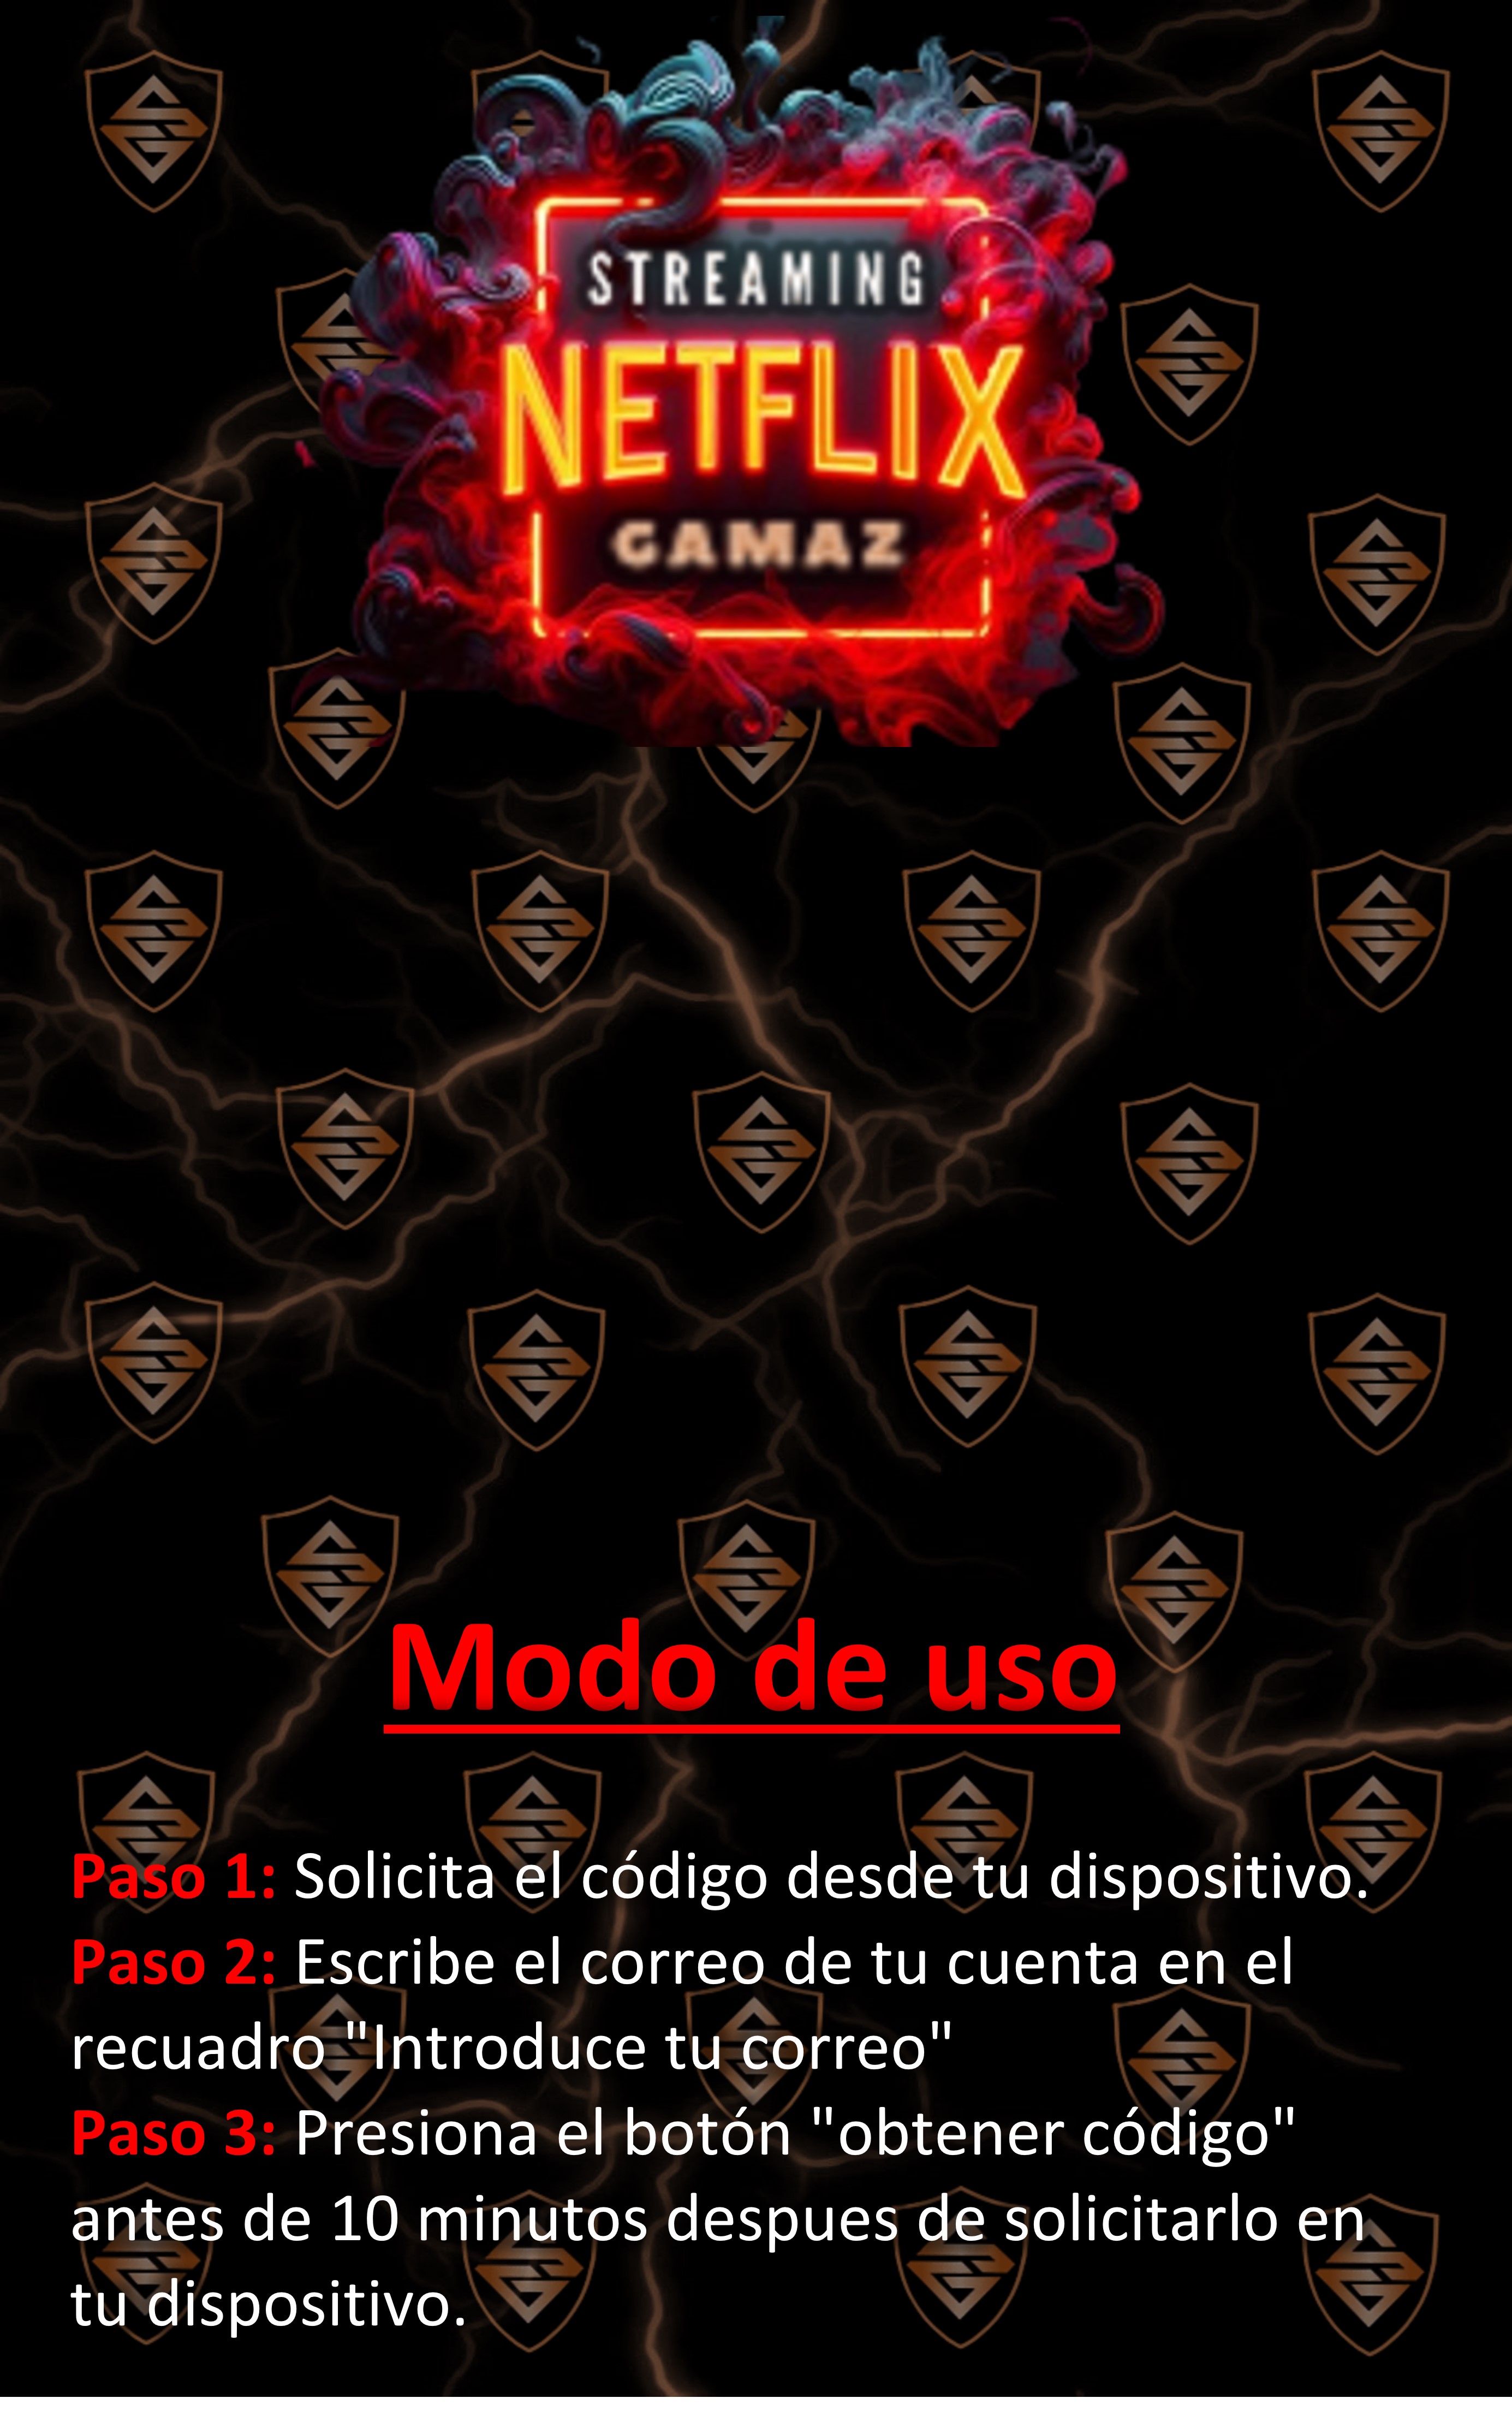 STREAMING
NETFLIX
GAMAZ
Modo de uso
Paso 1: Solicita el código desde tu dispositivo.
Paso 2: Escribe el correo de tu cuenta en el
recuadro "Introduce tu correo"
Paso 3: Presiona el botón "obtener código"
antes de 10 minutos despues de solicitarlo en
tu dispositivo.